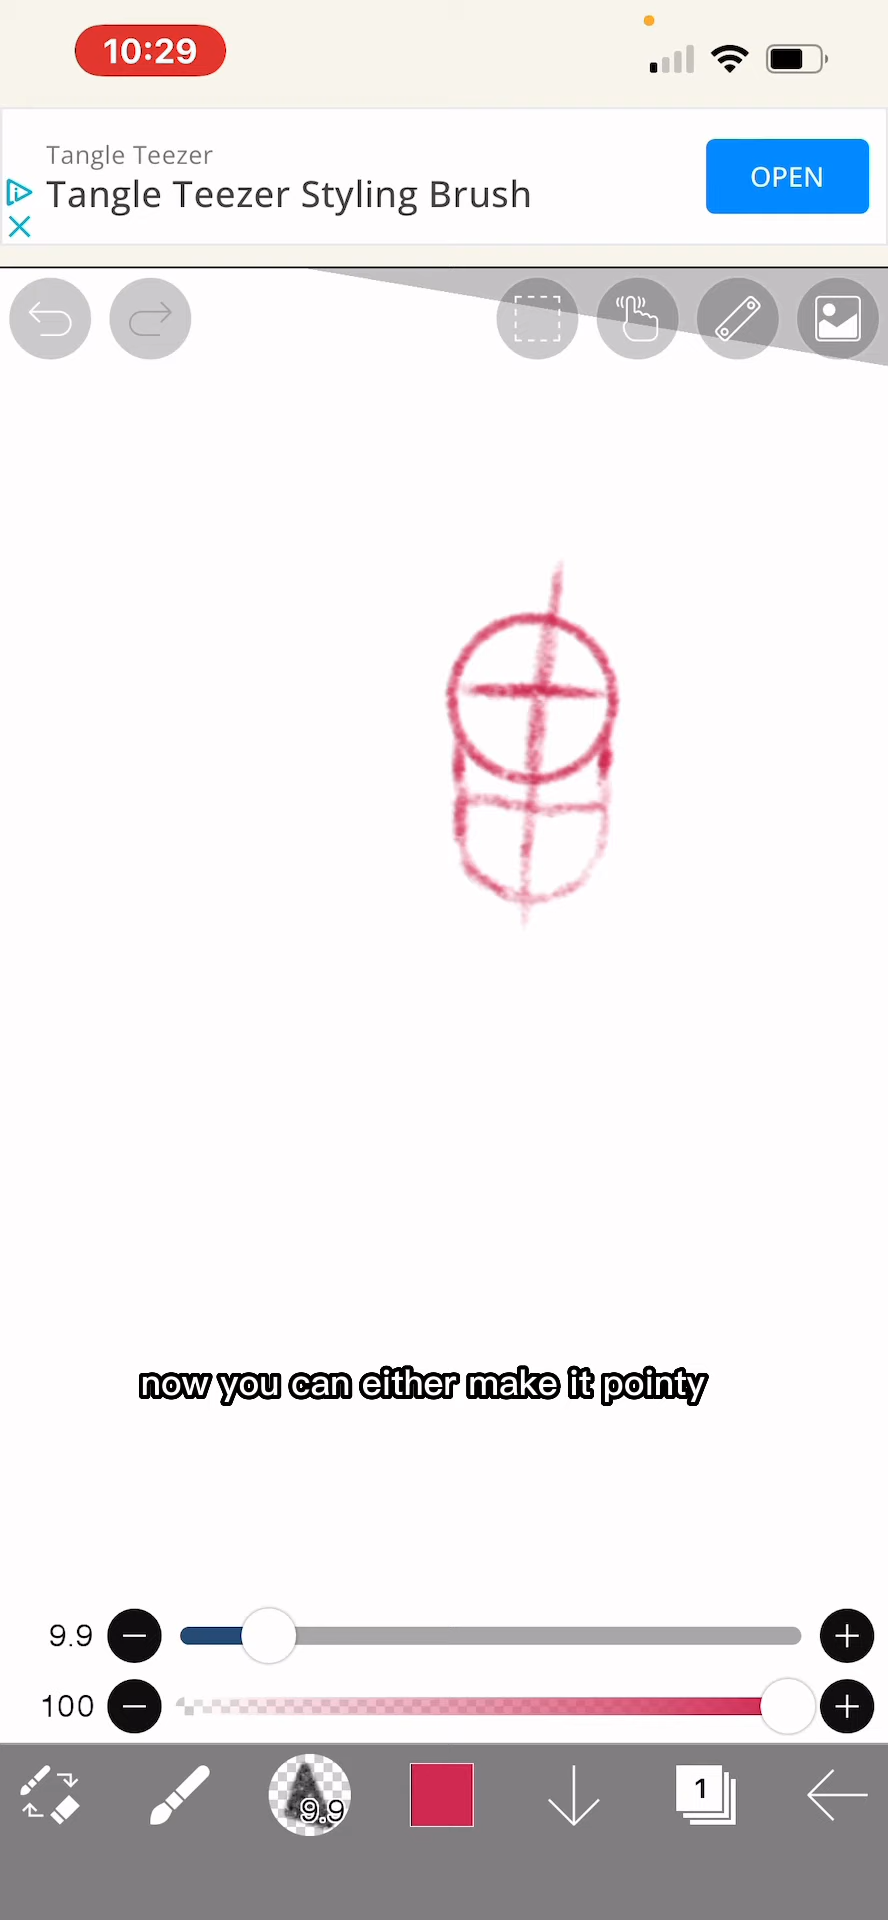 10:29
Tangle Teezer
Tangle Teezer Styling Brush
OPEN
now you can either make it pointy
9.9
100
9.9
1